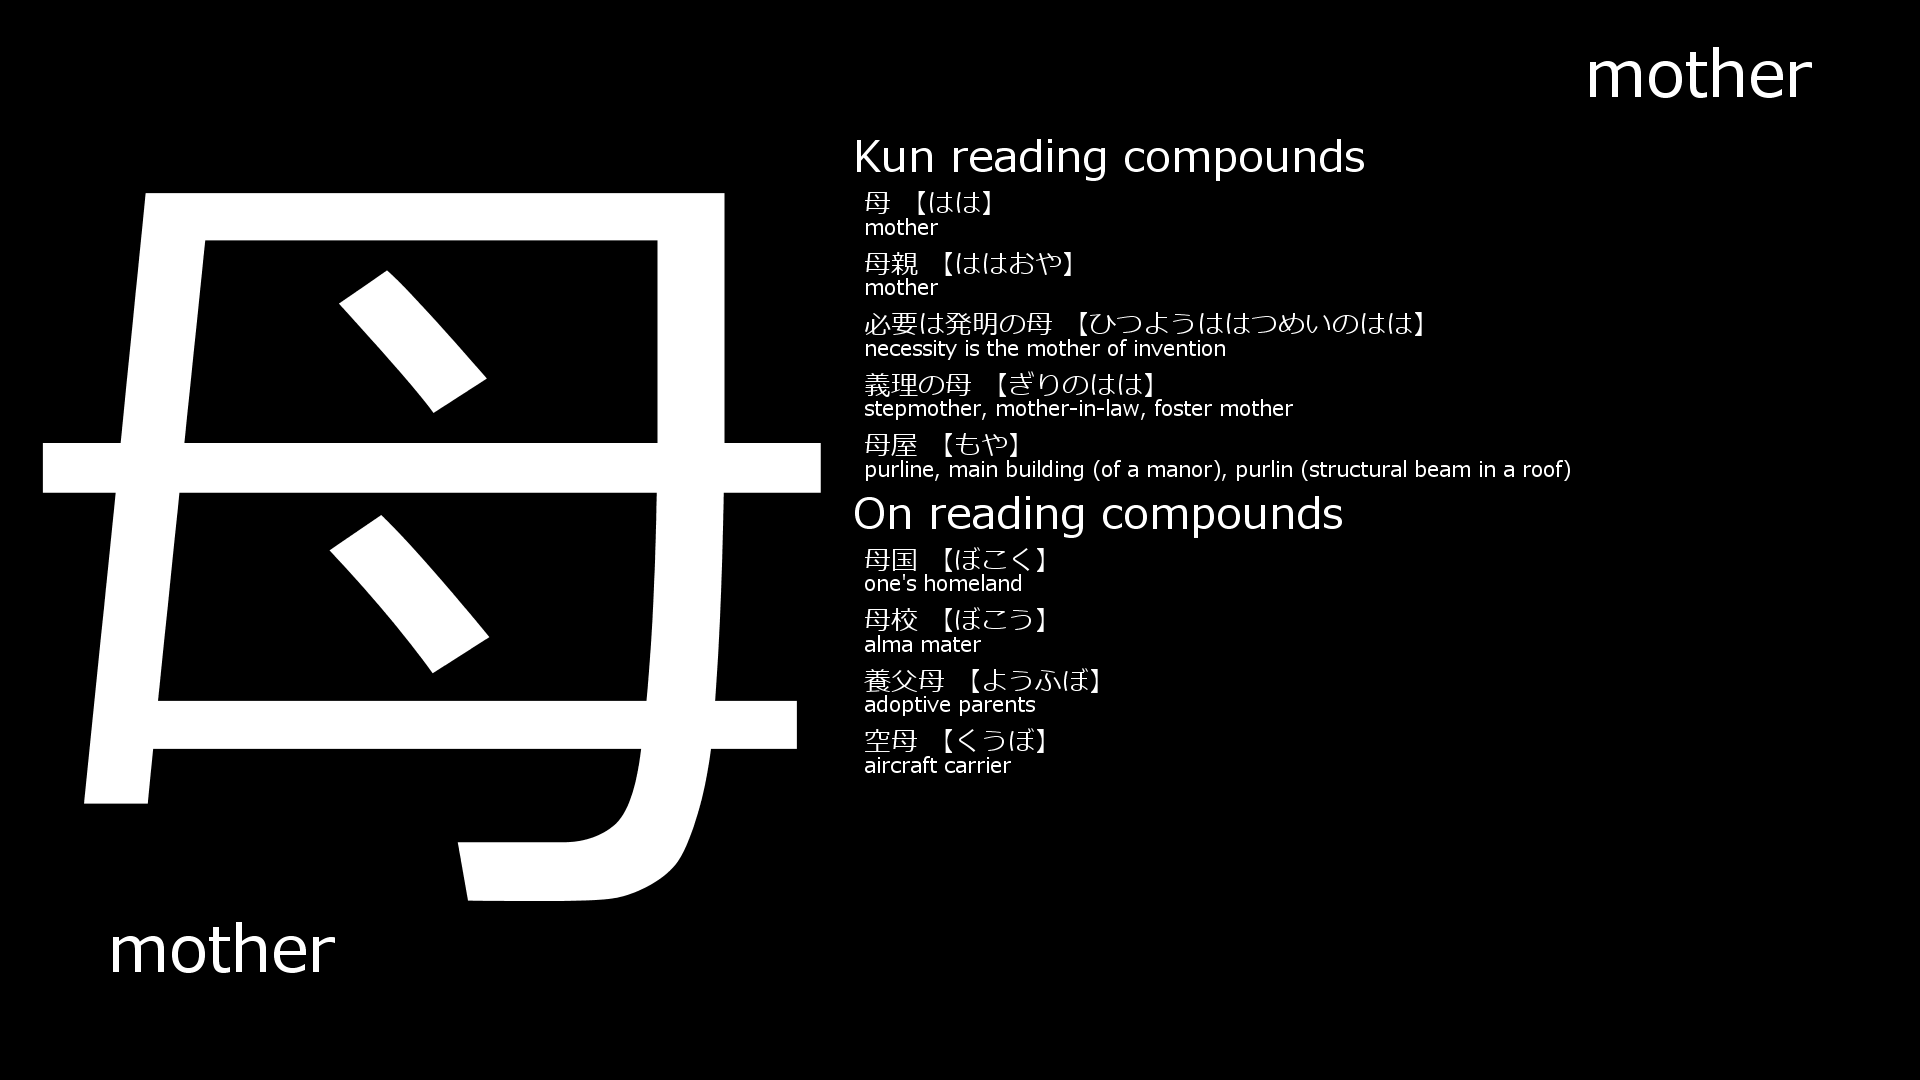 mother
母
Kun reading compounds
母 【はは】
mother
母親 【ははおや】
mother
必要は発明の母 【ひつようははつめいのはは】
necessity is the mother of invention
義理の母 【ぎりのはは】
stepmother, mother-in-law, foster mother
母屋 【もや】
purline, main building (of a manor), purlin (structural beam in a roof)
On reading compounds
母国 【ぼこく】
one's homeland
母校 【ぼこう】
alma mater
養父母 【ようふぼ】
adoptive parents
空母 【くうぼ】
aircraft carrier
mother